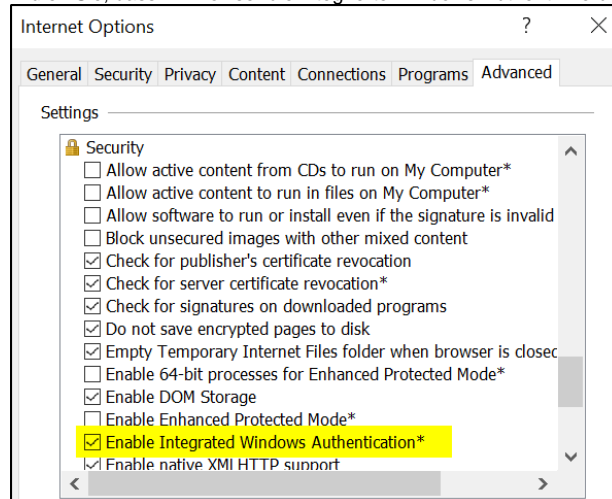 Internet Options ? ×
General Security Privacy Content Connections Programs Advanced
Settings
Security
Allow active content from CDs to run on My Computer*
Allow active content to run in files on My Computer*
Allow software to run or install even if the signature is invalid
Block unsecured images with other mixed content
Check for publisher's certificate revocation
Check for server certificate revocation*
Check for signatures on downloaded programs
Do not save encrypted pages to disk
Empty Temporary Internet Files folder when browser is closed
Enable 64-bit processes for Enhanced Protected Mode*
Enable DOM Storage
Enable Enhanced Protected Mode*
Enable Integrated Windows Authentication*
Enable native XMLHTTP support